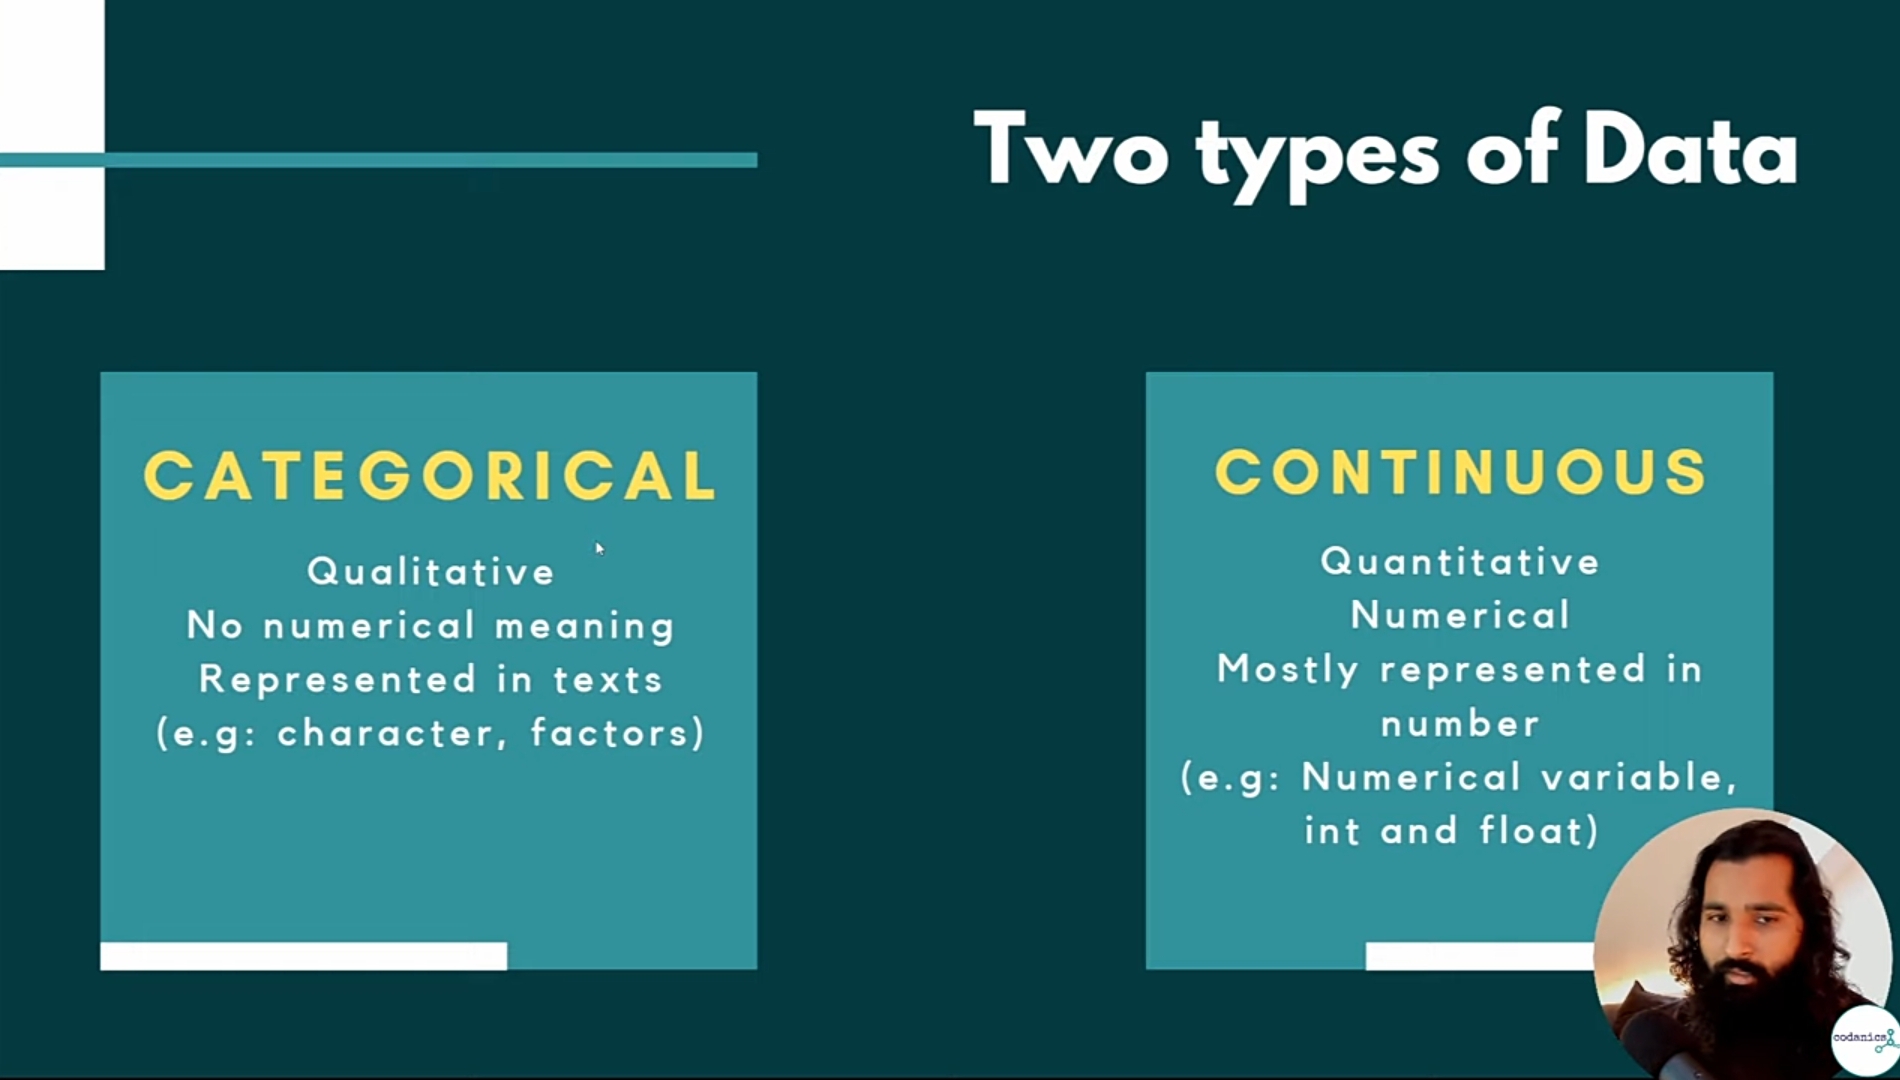 Two types of Data
CATEGORICAL
Qualitative
No numerical meaning
Represented in texts
(e.g: character, factors)
CONTINUOUS
Quantitative
Numerical
Mostly represented in
number
(e.g: Numerical variable,
int and float)
codanics